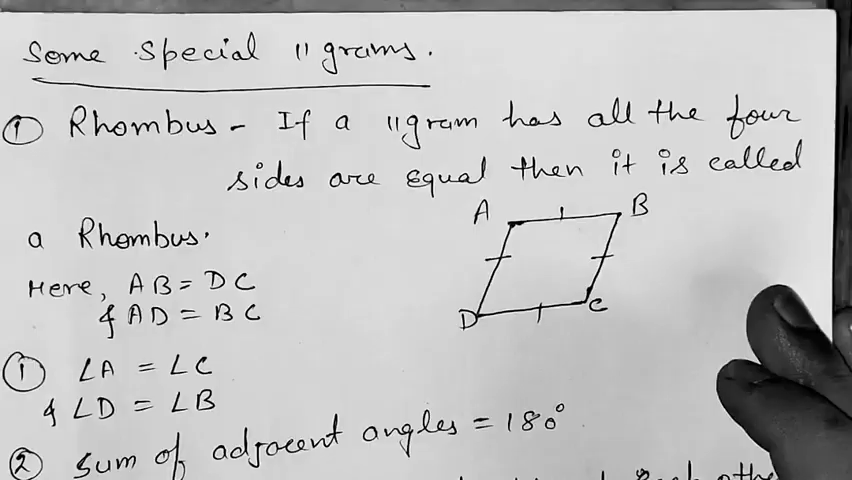 Some special || grams.
① Rhombus - If a ||gram has all the four
sides are equal then it is called
a Rhombus.
A B
Here, AB = DC
& AD = BC
D C
① ∠A = ∠C
& ∠D = ∠B
② Sum of adjacent angles = 180°